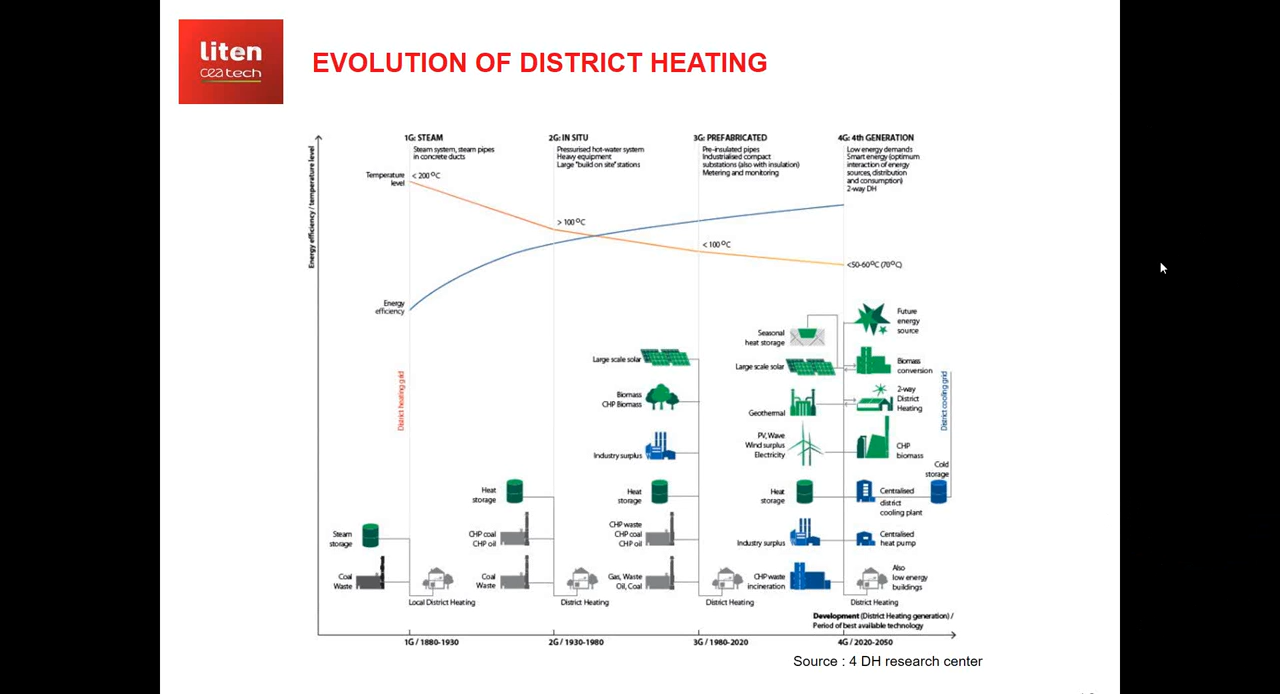 liten
ceatech
EVOLUTION OF DISTRICT HEATING
1G: STEAM
Steam system, steam pipes
in concrete ducts
2G: IN SITU
Pressurised hot-water system
Heavy equipment
Large "build on site" stations
3G: PREFABRICATED
Pre-insulated pipes
Industrialised compact
substations (also with insulation)
Metering and monitoring
4G: 4th GENERATION
Low energy demands
Smart energy (optimum
interaction of energy
sources, distribution
and consumption)
2-way DH
Energy efficiency / temperature level
Temperature
level
< 200 °C
> 100 °C
< 100 °C
<50-60°C (70°C)
Energy
efficiency
Future
energy
source
Seasonal
heat storage
Large scale solar
Large scale solar
Biomass
conversion
District heating grid
District cooling grid
Biomass
CHP Biomass
Geothermal
2-way
District
Heating
Industry surplus
PV, Wave
Wind surplus
Electricity
CHP
biomass
Cold
storage
Heat
storage
Heat
storage
Heat
storage
Centralised
district
cooling plant
Steam
storage
CHP coal
CHP oil
CHP waste
CHP coal
CHP oil
Industry surplus
Centralised
heat pump
Coal
Waste
Coal
Waste
Gas, Waste
Oil, Coal
CHP waste
incineration
Also
low energy
buildings
Local District Heating
District Heating
District Heating
District Heating
Development (District Heating generation) /
Period of best available technology
1G / 1880-1930
2G / 1930-1980
3G / 1980-2020
4G / 2020-2050
Source : 4 DH research center